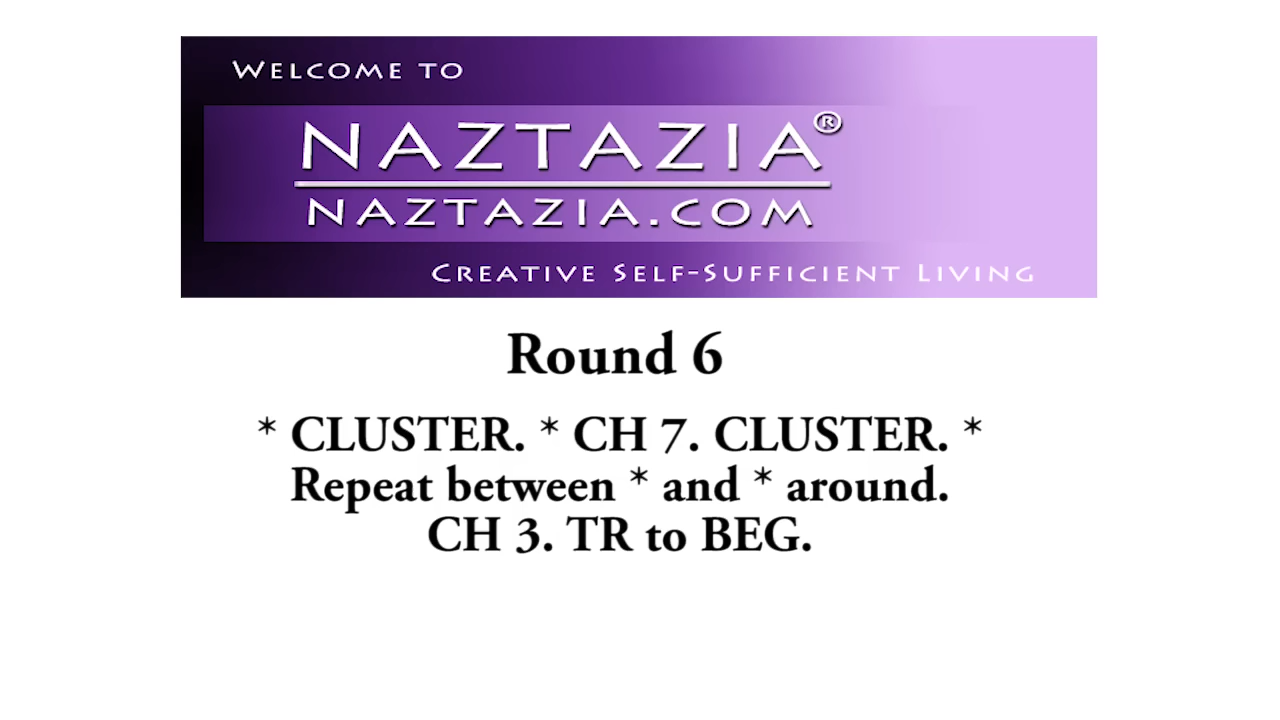 WELCOME TO
NAZTAZIA®
NAZTAZIA.COM
CREATIVE SELF-SUFFICIENT LIVING
Round 6
* CLUSTER. * CH 7. CLUSTER. *
Repeat between * and * around.
CH 3. TR to BEG.